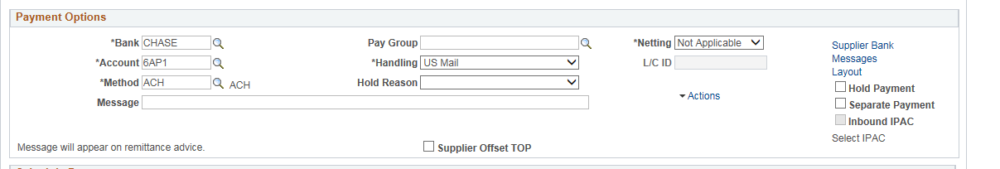 Payment Options
*Bank CHASE Pay Group *Netting Not Applicable Supplier Bank
*Account 6AP1 *Handling US Mail L/C ID Messages
*Method ACH ACH Hold Reason Layout
Hold Payment
Message Actions Separate Payment
Inbound IPAC
Select IPAC
Message will appear on remittance advice. Supplier Offset TOP